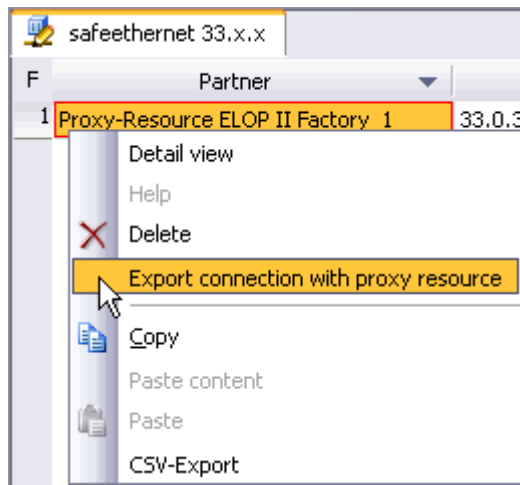 safeethernet 33.x.x
F Partner
1 Proxy-Resource ELOP II Factory_1 33.0.3
Detail view
Help
Delete
Export connection with proxy resource
Copy
Paste content
Paste
CSV-Export